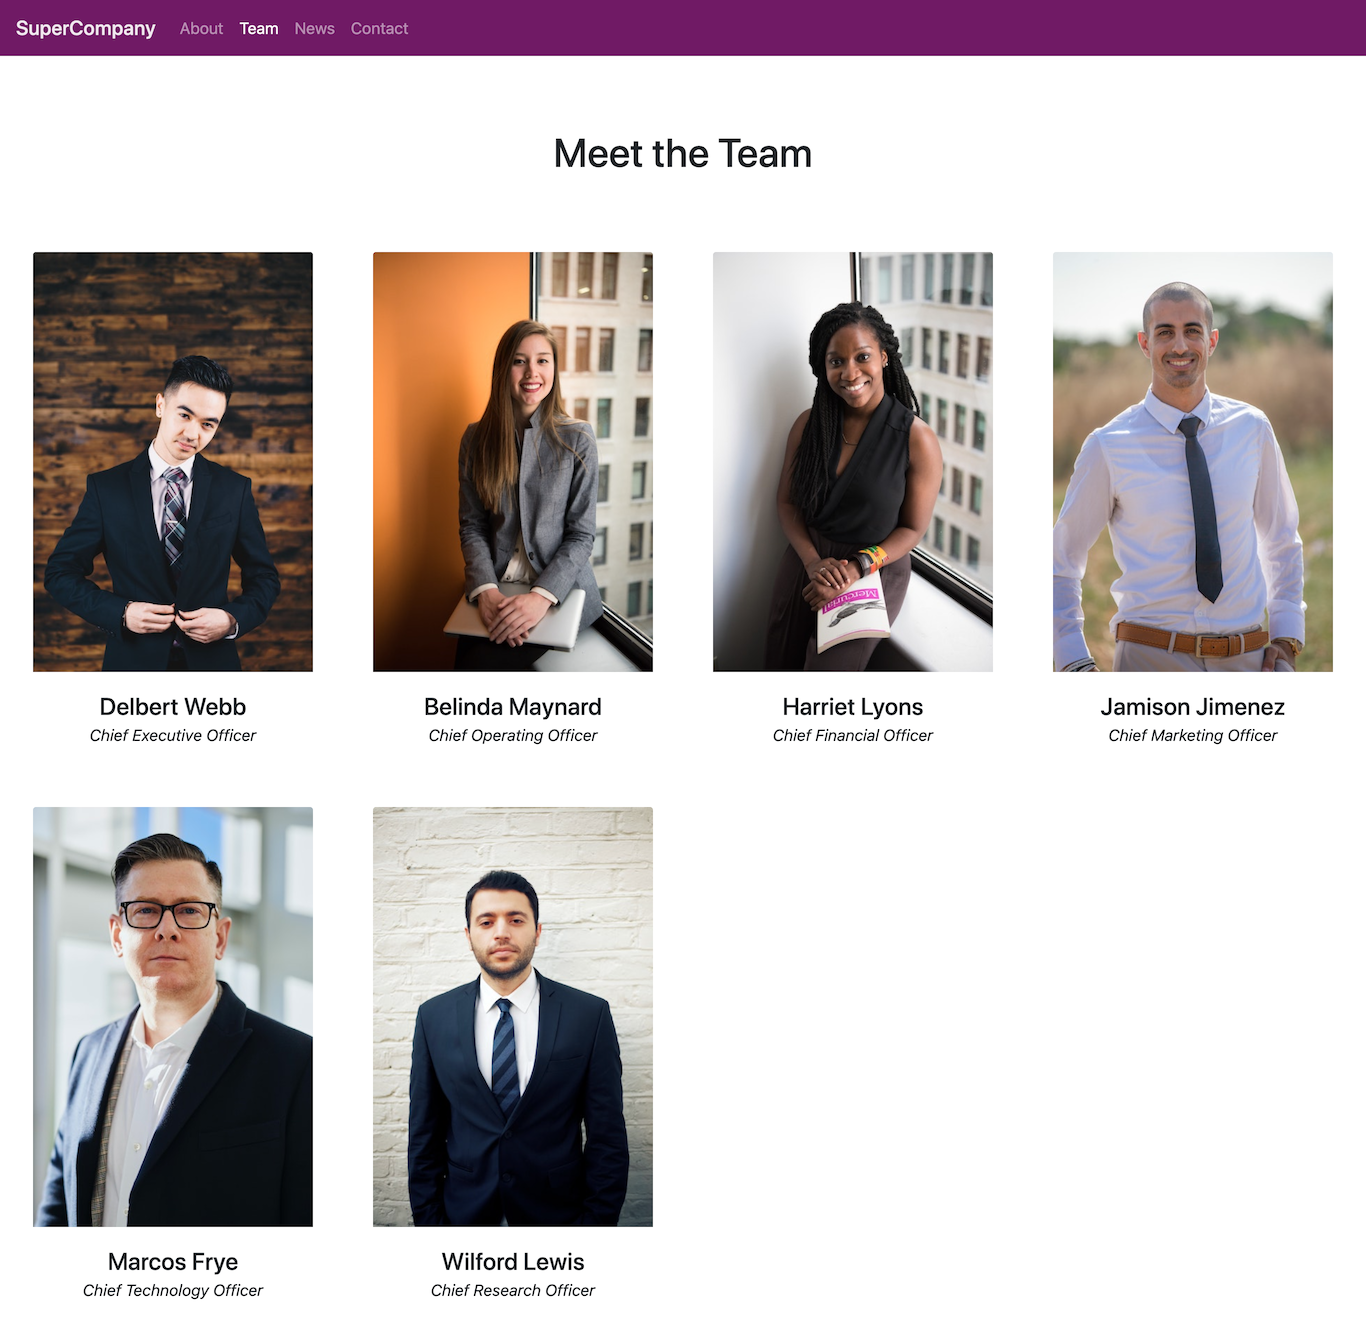 SuperCompany About Team News Contact
Meet the Team
Mercurial
Delbert Webb
Chief Executive Officer
Belinda Maynard
Chief Operating Officer
Harriet Lyons
Chief Financial Officer
Jamison Jimenez
Chief Marketing Officer
Marcos Frye
Chief Technology Officer
Wilford Lewis
Chief Research Officer